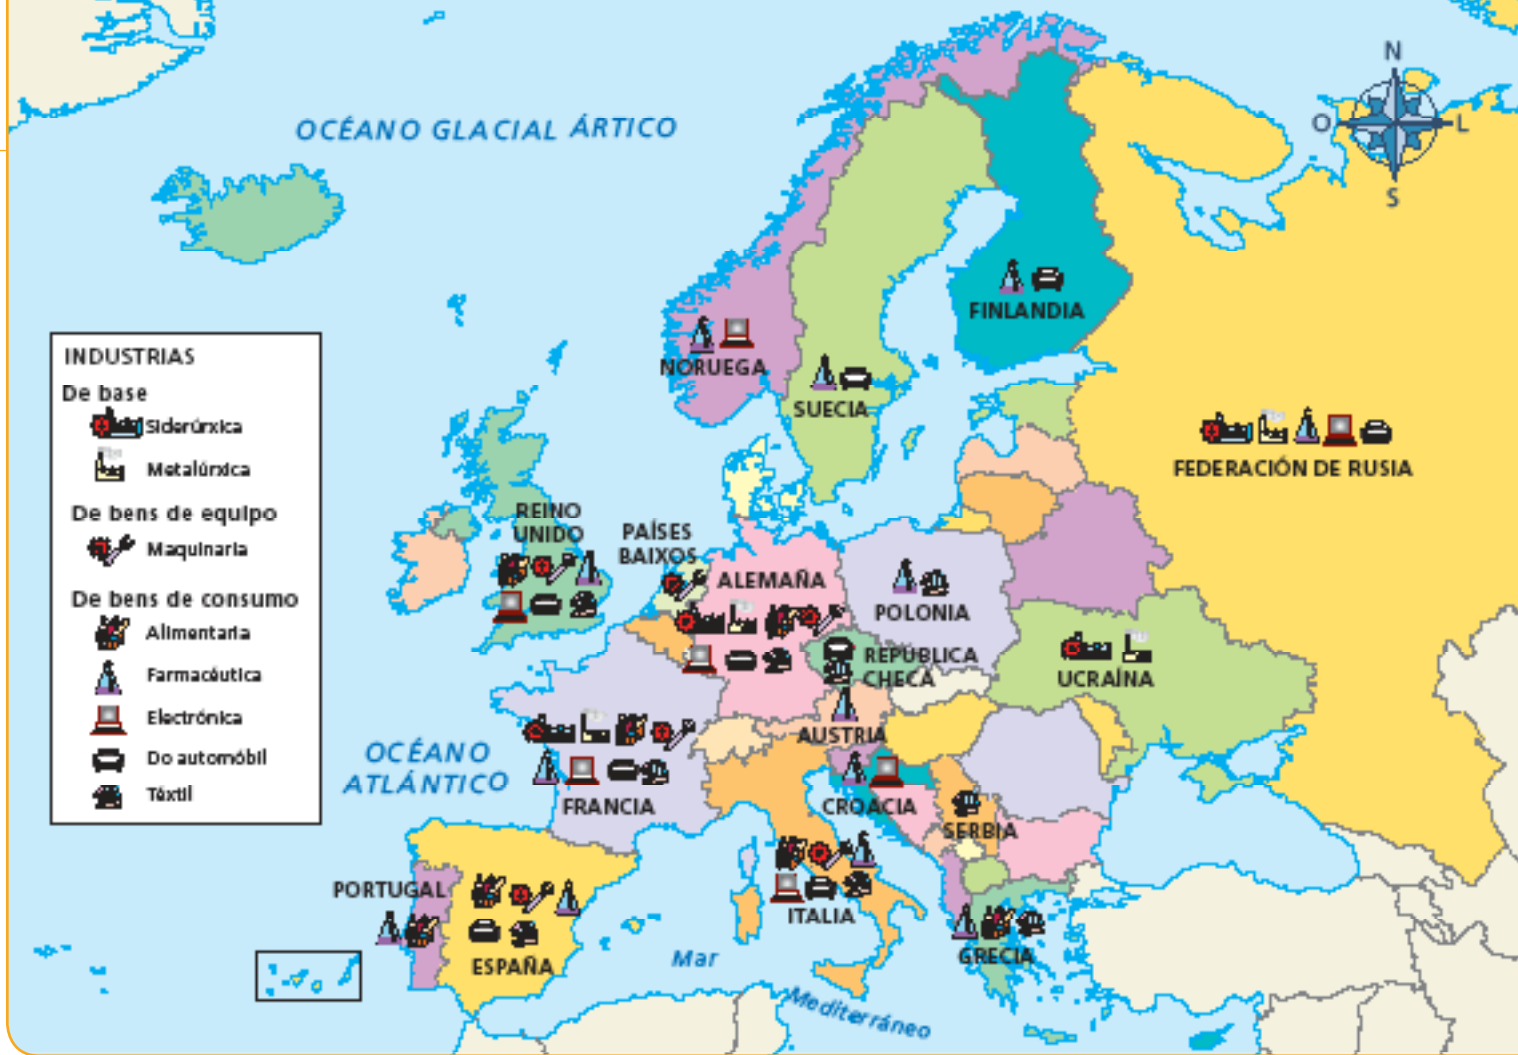 N
O
L
S
OCÉANO GLACIAL ÁRTICO
FINLANDIA
NORUEGA
SUECIA
FEDERACIÓN DE RUSIA
INDUSTRIAS
De base
Siderúrxica
Metalúrxica
De bens de equipo
Maquinaria
De bens de consumo
Alimentaria
Farmacéutica
Electrónica
Do automóbil
Téxtil
REINO
UNIDO
PAÍSES
BAIXOS
ALEMAÑA
POLONIA
REPÚBLICA
CHECA
UCRAÍNA
AUSTRIA
OCÉANO
ATLÁNTICO
FRANCIA
CROACIA
SERBIA
PORTUGAL
ITALIA
ESPAÑA
GRECIA
Mar
Mediterráneo